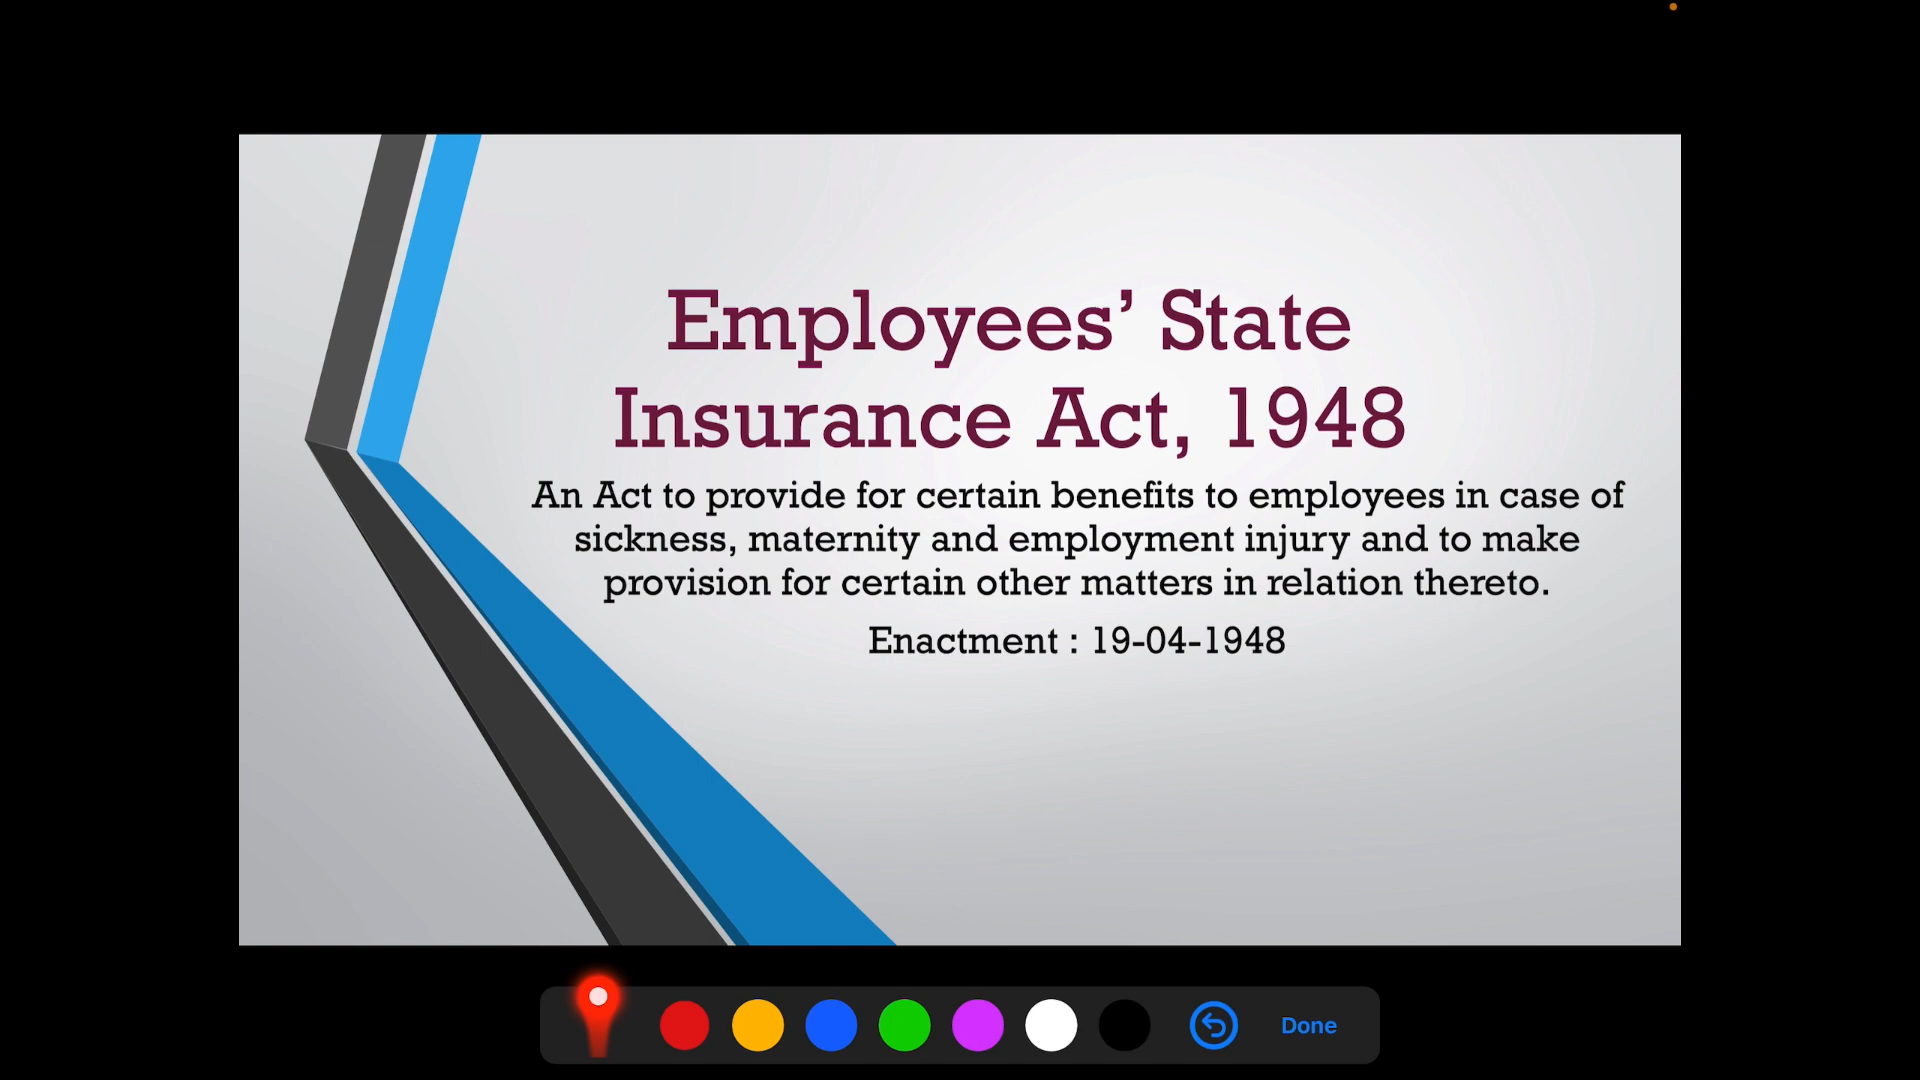 Employees’ State
Insurance Act, 1948
An Act to provide for certain benefits to employees in case of
sickness, maternity and employment injury and to make
provision for certain other matters in relation thereto.
Enactment : 19-04-1948
Done